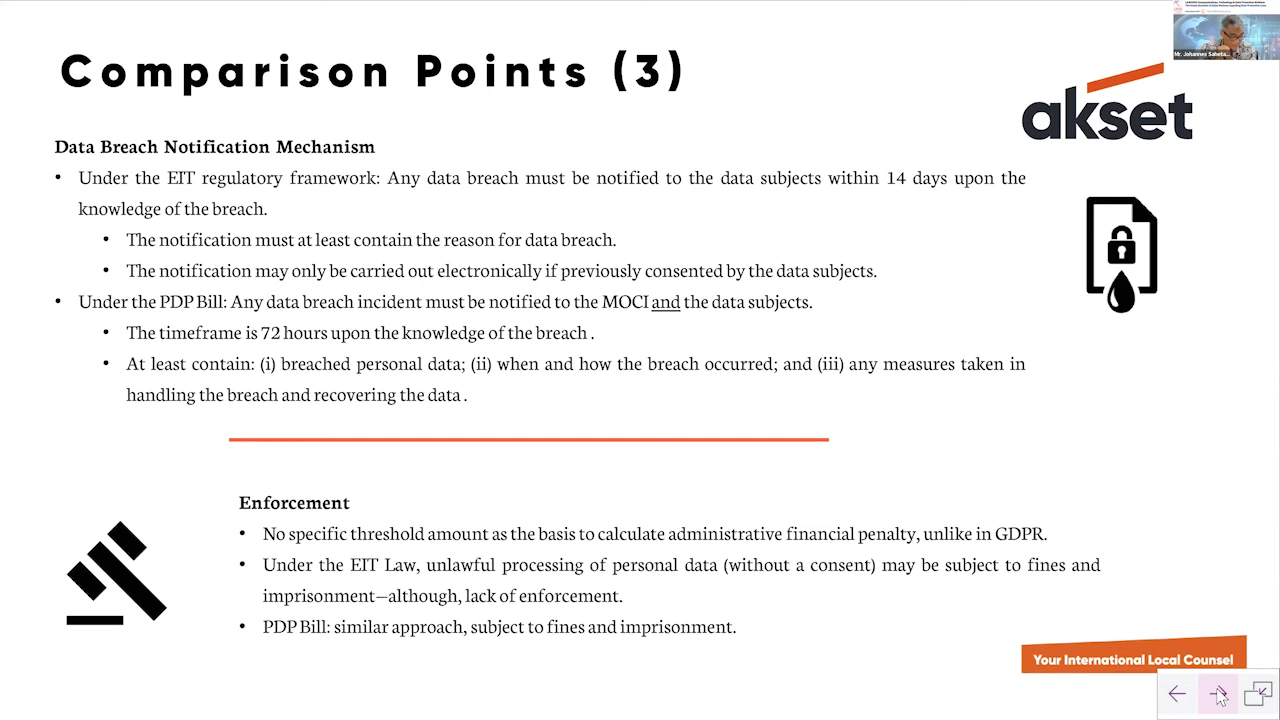 Comparison Points (3)
Mr. Johannes Saheta...
akset
Data Breach Notification Mechanism
• Under the EIT regulatory framework: Any data breach must be notified to the data subjects within 14 days upon the
knowledge of the breach.
• The notification must at least contain the reason for data breach.
• The notification may only be carried out electronically if previously consented by the data subjects.
• Under the PDP Bill: Any data breach incident must be notified to the MOCI and the data subjects.
• The timeframe is 72 hours upon the knowledge of the breach .
• At least contain: (i) breached personal data; (ii) when and how the breach occurred; and (iii) any measures taken in
handling the breach and recovering the data .
Enforcement
• No specific threshold amount as the basis to calculate administrative financial penalty, unlike in GDPR.
• Under the EIT Law, unlawful processing of personal data (without a consent) may be subject to fines and
imprisonment—although, lack of enforcement.
• PDP Bill: similar approach, subject to fines and imprisonment.
Your International Local Counsel